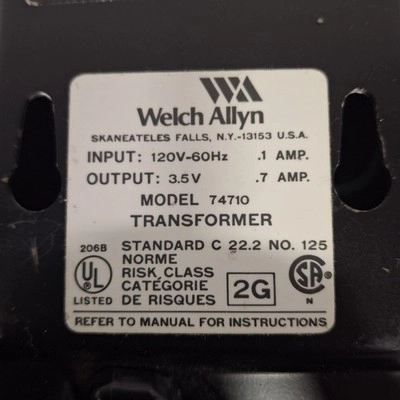 WA
Welch Allyn
SKANEATELES FALLS, N.Y.-13153 U.S.A.
INPUT: 120V-60Hz .1 AMP.
OUTPUT: 3.5V .7 AMP.
MODEL 74710
TRANSFORMER
206B STANDARD C 22.2 NO. 125
NORME
UL RISK CLASS 2G SA
CATÉGORIE
LISTED DE RISQUES N
REFER TO MANUAL FOR INSTRUCTIONS